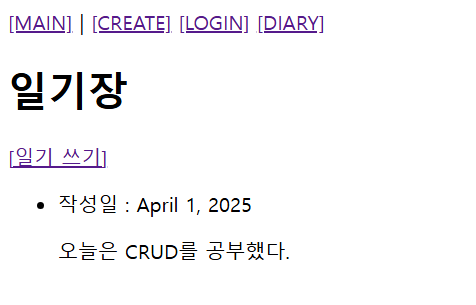 [MAIN] | [CREATE] [LOGIN] [DIARY]
일기장
[일기 쓰기]
작성일 : April 1, 2025
오늘은 CRUD를 공부했다.